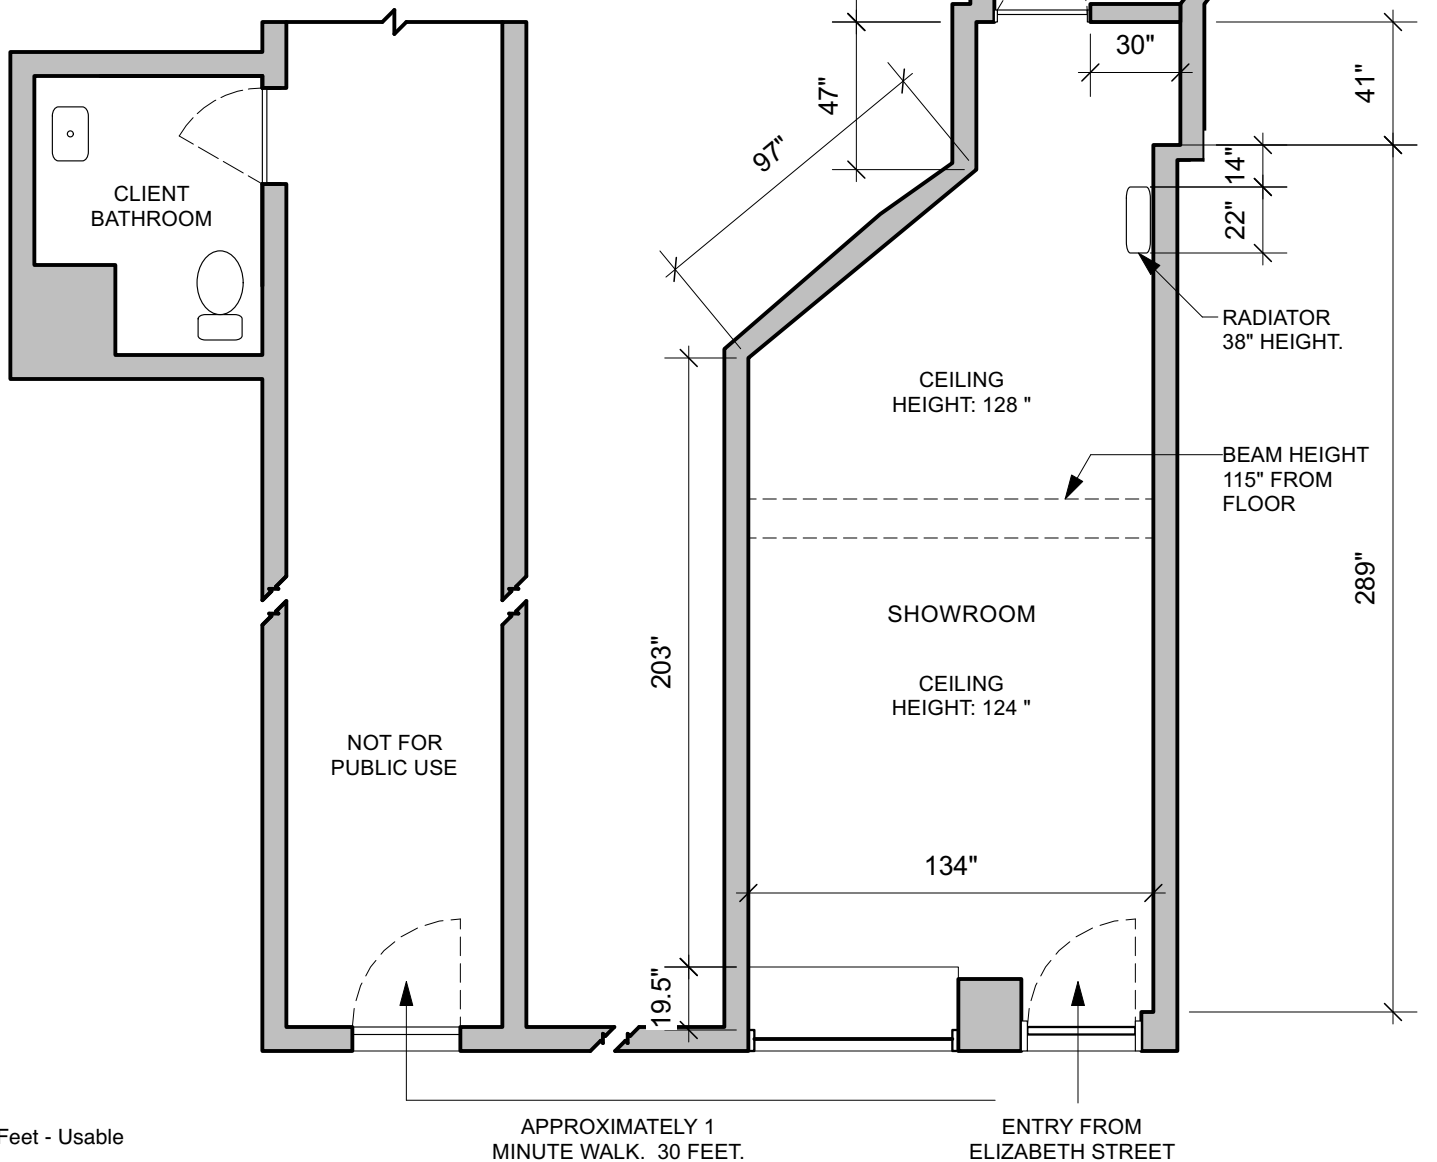 30"
47"
41"
97"
14"
22"
CLIENT
BATHROOM
RADIATOR
38" HEIGHT.
CEILING
HEIGHT: 128 "
BEAM HEIGHT
115" FROM
FLOOR
289"
SHOWROOM
203"
CEILING
HEIGHT: 124 "
NOT FOR
PUBLIC USE
134"
19.5"
APPROXIMATELY 1
MINUTE WALK. 30 FEET.
ENTRY FROM
ELIZABETH STREET
Feet - Usable